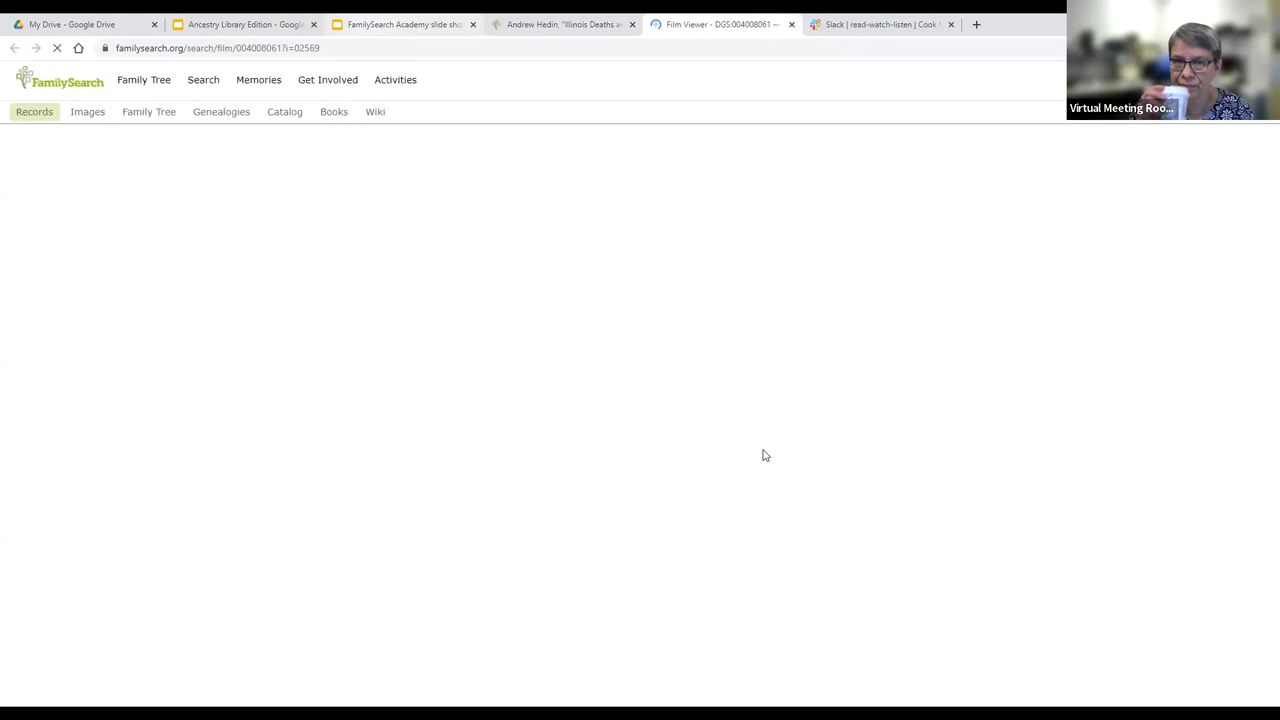 My Drive - Google Drive
Ancestry Library Edition - Google
FamilySearch Academy slide sho
Andrew Hedin, "Illinois Deaths a
Film Viewer - DGS:004008061 —
Slack | read-watch-listen | Cook
familysearch.org/search/film/004008061?i=02569
FamilySearch Family Tree Search Memories Get Involved Activities
Virtual Meeting Roo...
Records Images Family Tree Genealogies Catalog Books Wiki